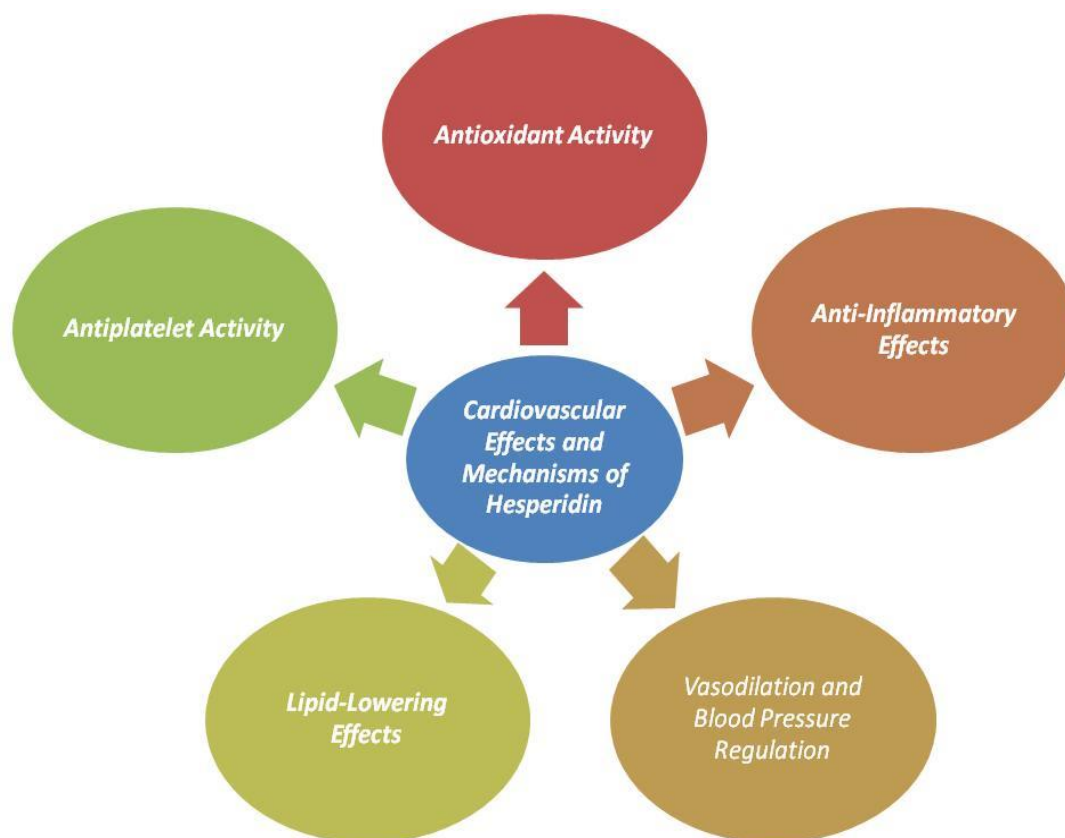 Antioxidant Activity
Antiplatelet Activity
Anti-Inflammatory
Effects
Cardiovascular
Effects and
Mechanisms of
Hesperidin
Lipid-Lowering
Effects
Vasodilation and
Blood Pressure
Regulation